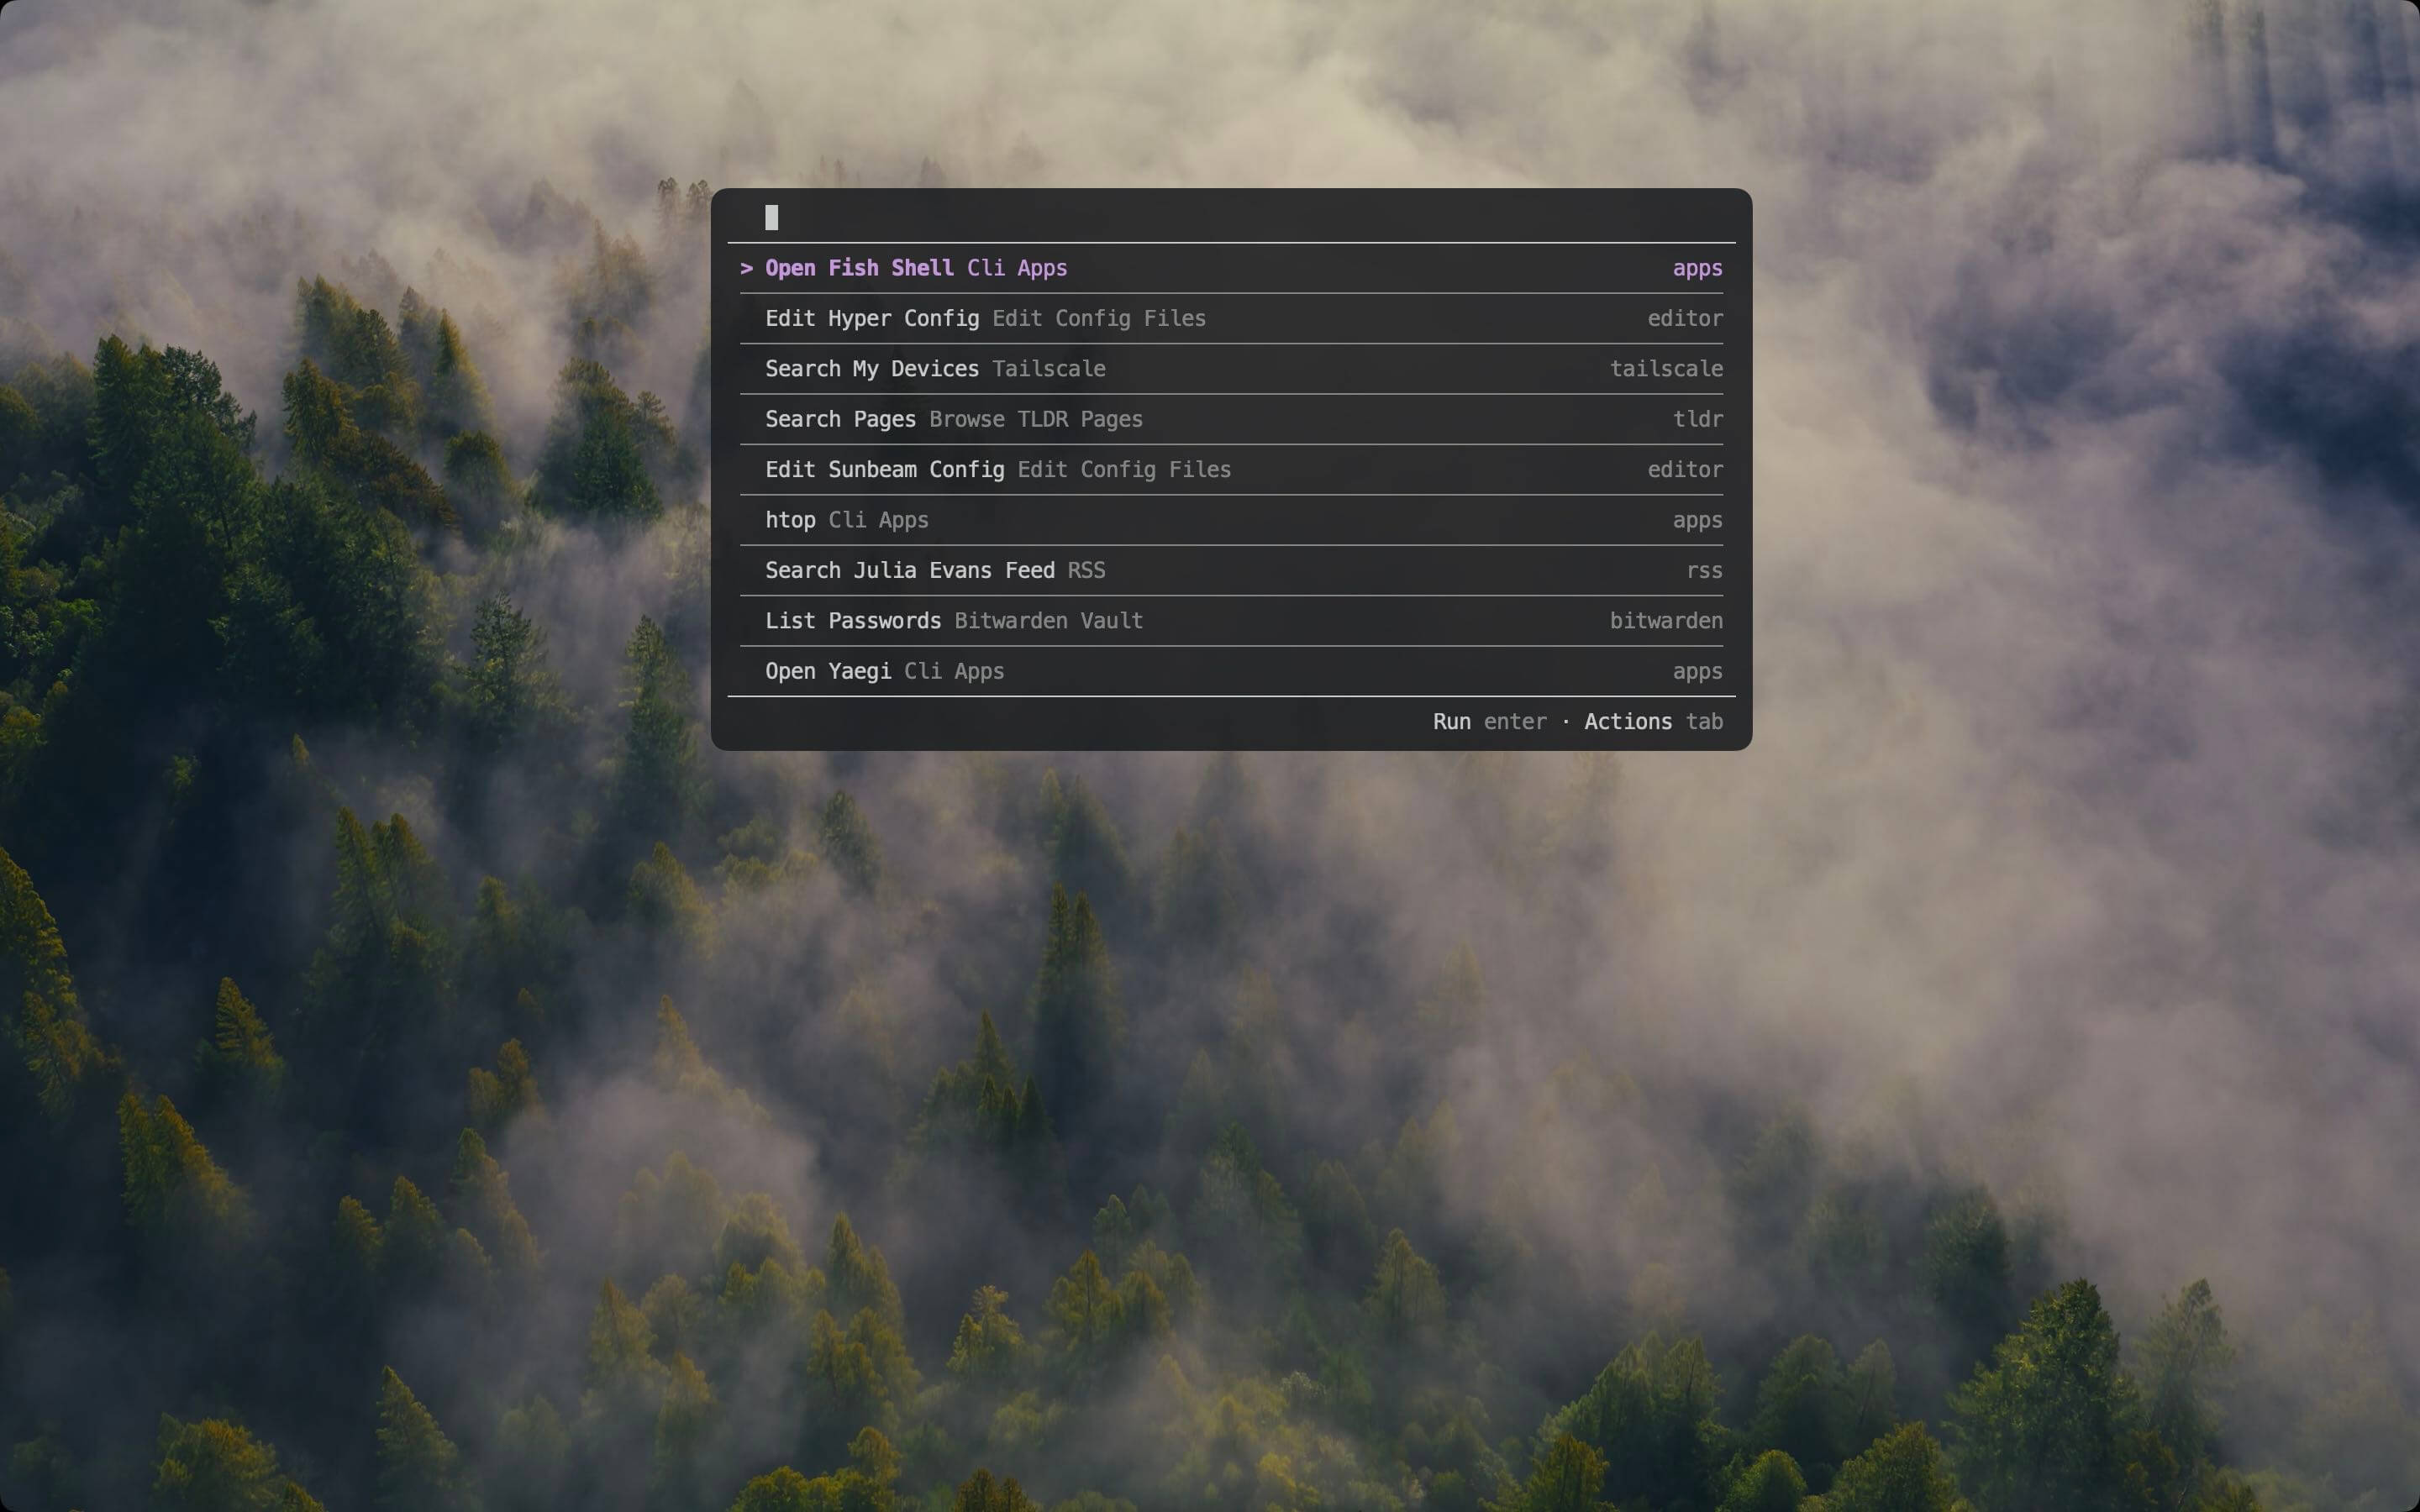 > Open Fish Shell Cli Apps apps
Edit Hyper Config Edit Config Files editor
Search My Devices Tailscale tailscale
Search Pages Browse TLDR Pages tldr
Edit Sunbeam Config Edit Config Files editor
htop Cli Apps apps
Search Julia Evans Feed RSS rss
List Passwords Bitwarden Vault bitwarden
Open Yaegi Cli Apps apps
Run enter · Actions tab